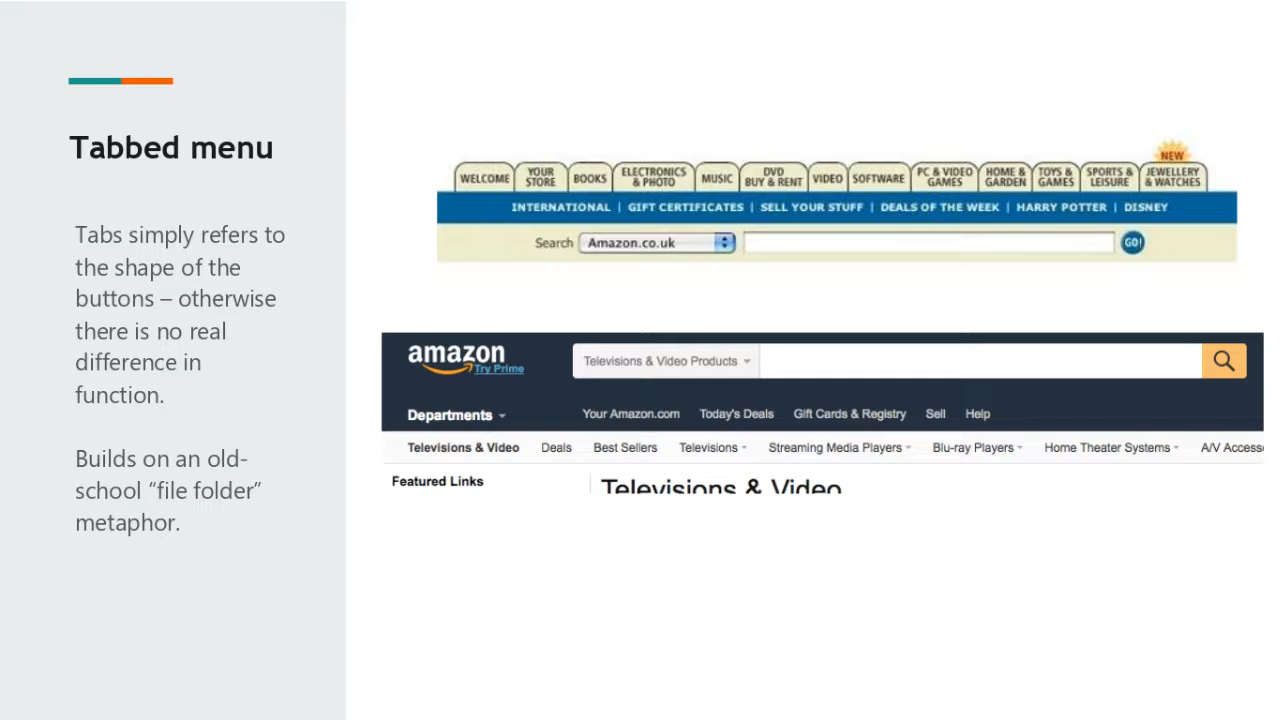 Tabbed menu
Tabs simply refers to
the shape of the
buttons – otherwise
there is no real
difference in
function.
Builds on an old-
school “file folder”
metaphor.
NEW
WELCOME YOUR STORE BOOKS ELECTRONICS & PHOTO MUSIC DVD BUY & RENT VIDEO SOFTWARE PC & VIDEO GAMES HOME & GARDEN TOYS & GAMES SPORTS & LEISURE JEWELLERY & WATCHES
INTERNATIONAL | GIFT CERTIFICATES | SELL YOUR STUFF | DEALS OF THE WEEK | HARRY POTTER | DISNEY
Search Amazon.co.uk GO!
amazon Televisions & Video Products
Try Prime
Departments Your Amazon.com Today's Deals Gift Cards & Registry Sell Help
Televisions & Video Deals Best Sellers Televisions Streaming Media Players Blu-ray Players Home Theater Systems A/V Access
Featured Links Televisions & Video